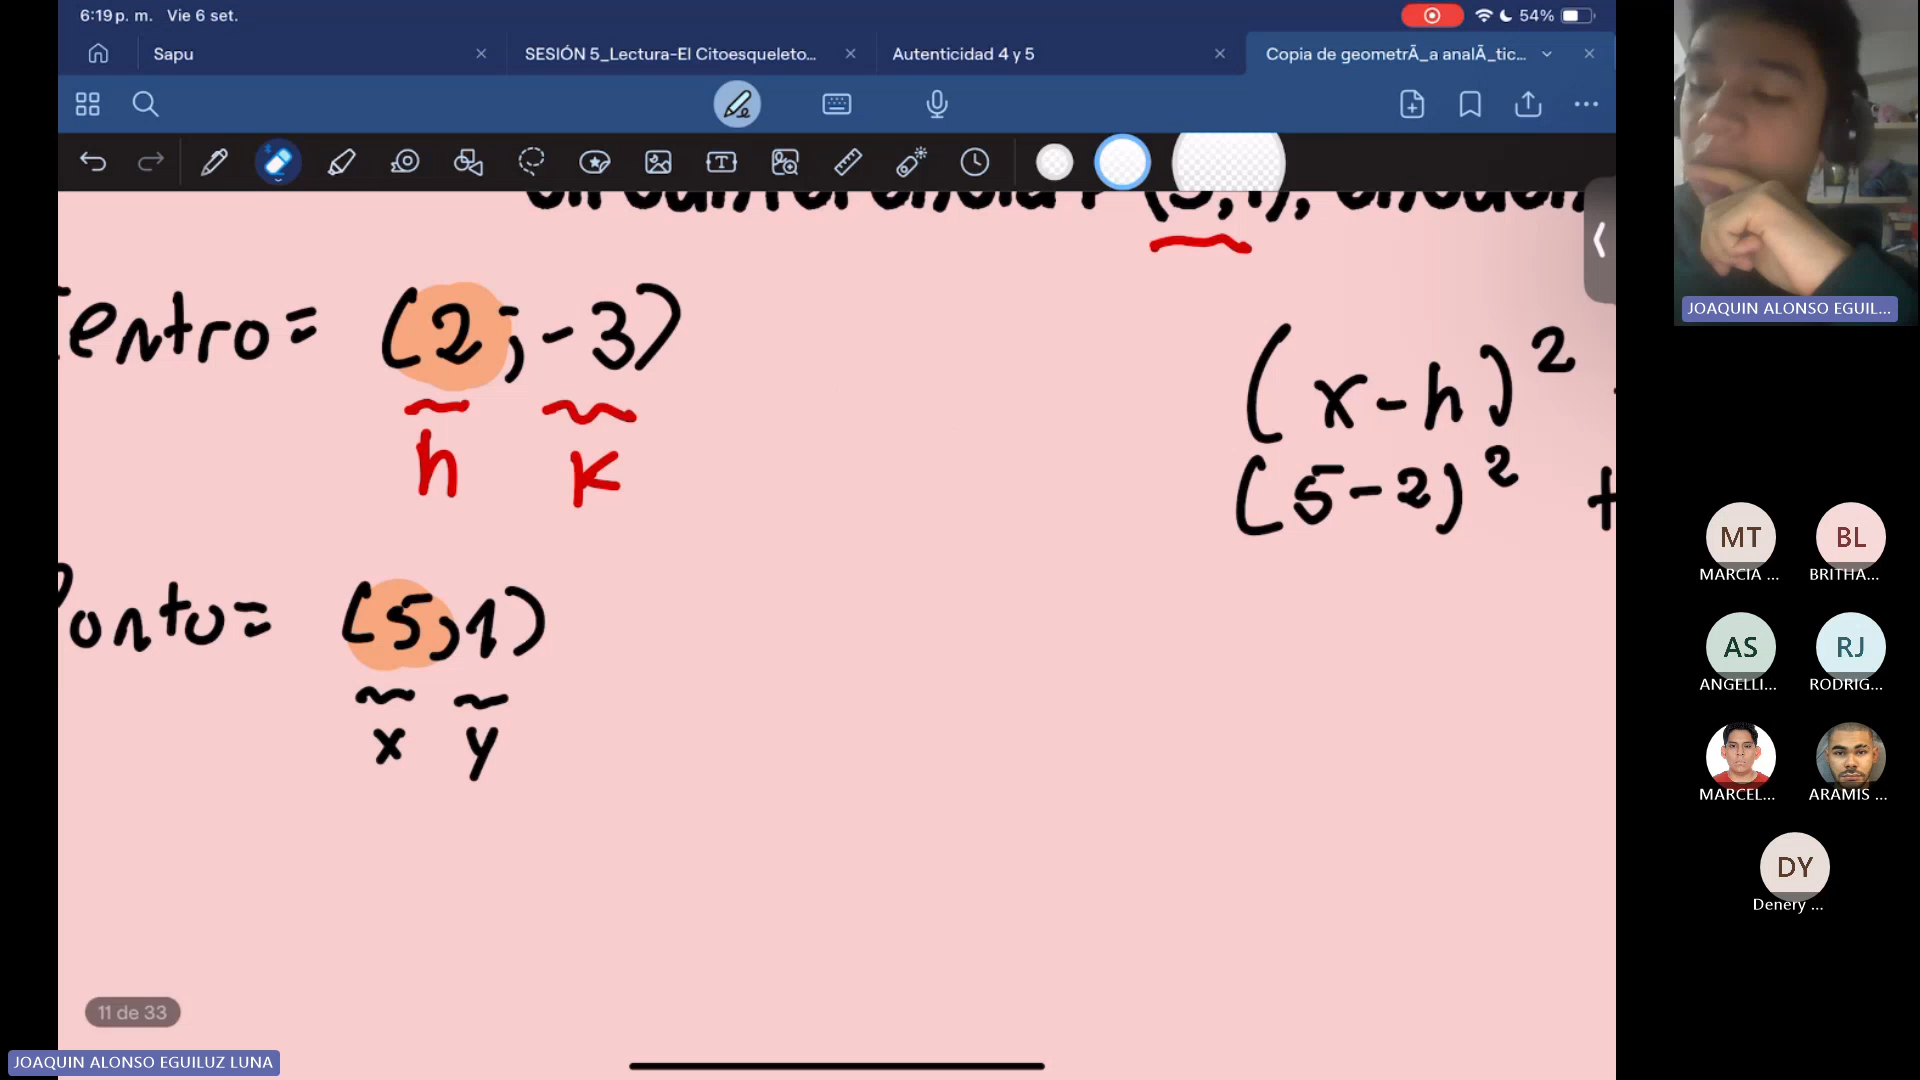 6:19 p. m. Vie 6 set.
54%
Sapu
SESIÓN 5_Lectura-El Citoesqueleto...
Autenticidad 4 y 5
Copia de geometrÃ_a analÃ_tic...
P (5,1),
entro= (2; -3)
h K
(x-h)²
(5-2)² +
onto= (5,1)
x y
11 de 33
JOAQUIN ALONSO EGUILUZ LUNA
JOAQUIN ALONSO EGUIL...
MT BL
MARCIA ... BRITHA...
AS RJ
ANGELLI... RODRIG...
MARCEL... ARAMIS ...
DY
Denery ...